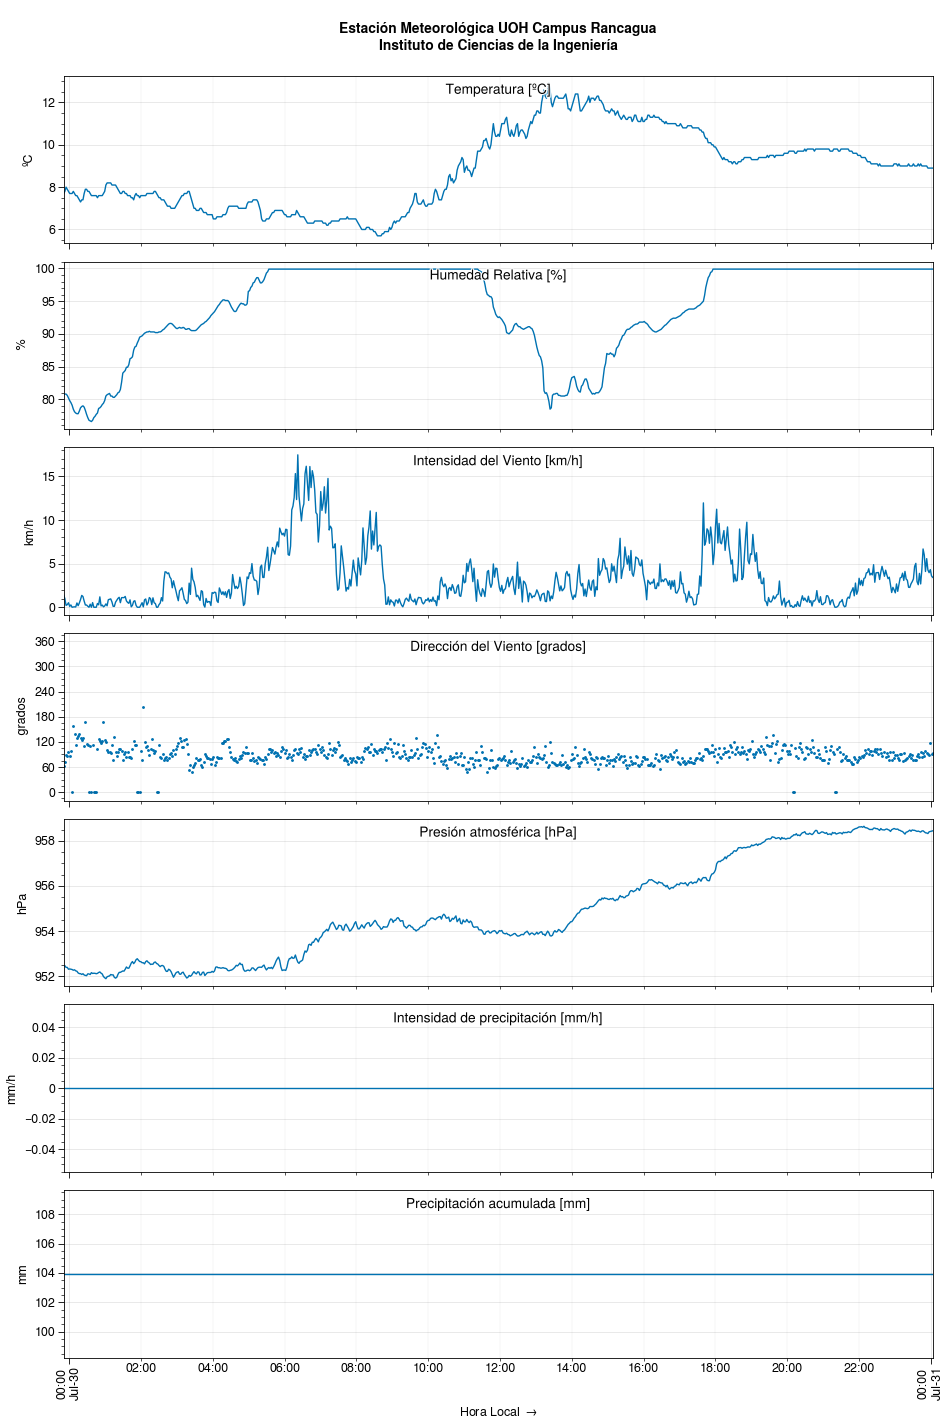 Estación Meteorológica UOH Campus Rancagua
Instituto de Ciencias de la Ingeniería
Temperatura [ºC]
12
10
8
6
ºC
Humedad Relativa [%]
100
95
90
85
80
%
Intensidad del Viento [km/h]
15
10
5
0
km/h
Dirección del Viento [grados]
360
300
240
180
120
60
0
grados
Presión atmosférica [hPa]
958
956
954
952
hPa
Intensidad de precipitación [mm/h]
0.04
0.02
0
−0.02
−0.04
mm/h
Precipitación acumulada [mm]
108
106
104
102
100
mm
00:00
Jul-30
02:00
04:00
06:00
08:00
10:00
12:00
14:00
16:00
18:00
20:00
22:00
00:00
Jul-31
Hora Local →